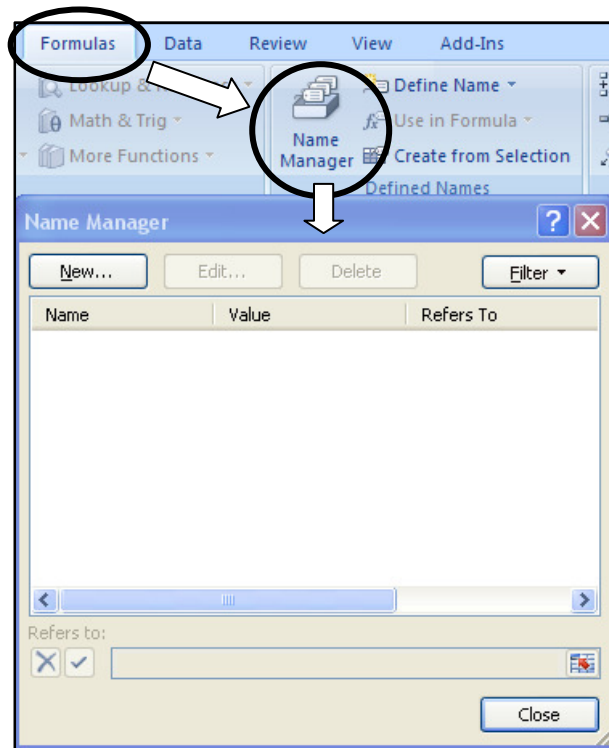 Formulas Data Review View Add-Ins
Lookup & Define Name
Math & Trig Use in Formula
More Functions Name Manager Create from Selection
Defined Names
Name Manager
New... Edit... Delete Filter
Name Value Refers To
Refers to:
Close